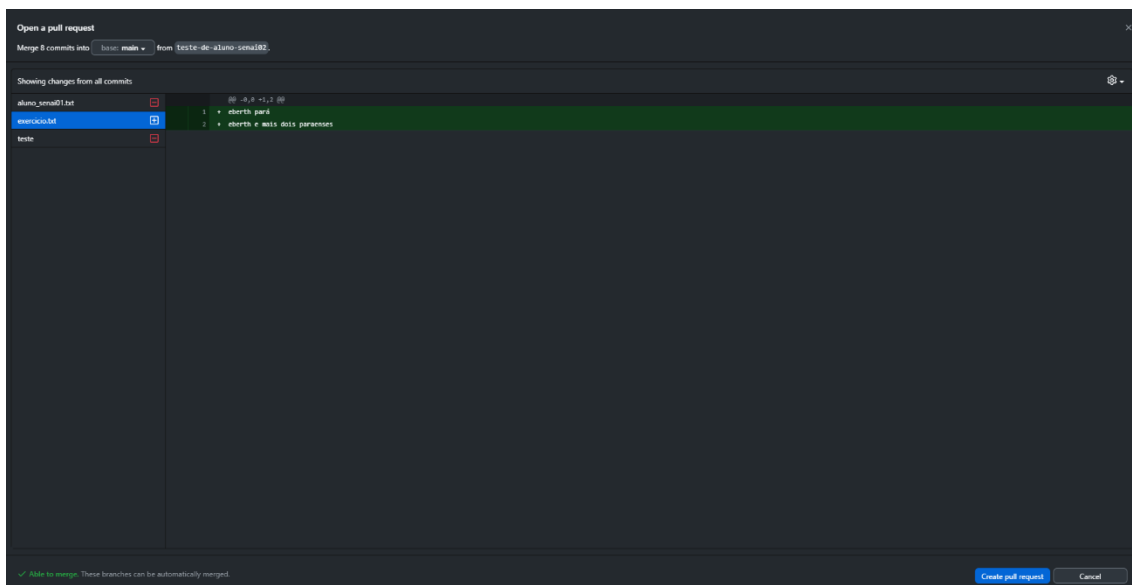 Open a pull request
Merge 8 commits into base: main from teste-de-aluno-senai02.
Showing changes from all commits
aluno_senai01.txt
exercicio.txt
teste
@@ -0,0 +1,2 @@
1 + eberth pará
2 + eberth e mais dois paraenses
Able to merge. These branches can be automatically merged.
Create pull request
Cancel